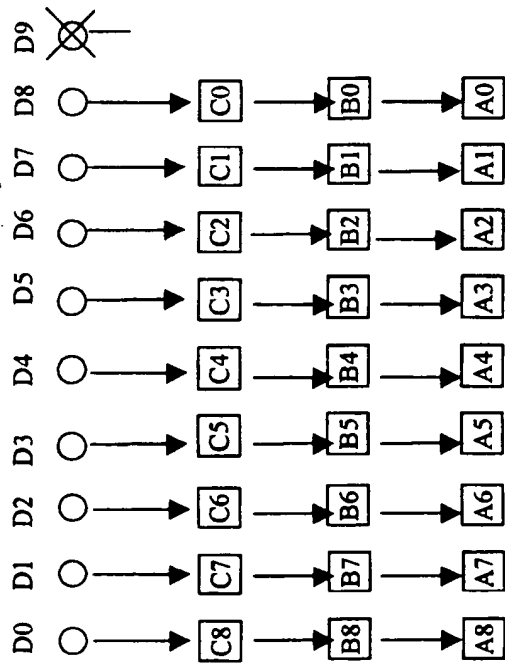 D0 D1 D2 D3 D4 D5 D6 D7 D8 D9
C8 C7 C6 C5 C4 C3 C2 C1 C0
B8 B7 B6 B5 B4 B3 B2 B1 B0
A8 A7 A6 A5 A4 A3 A2 A1 A0